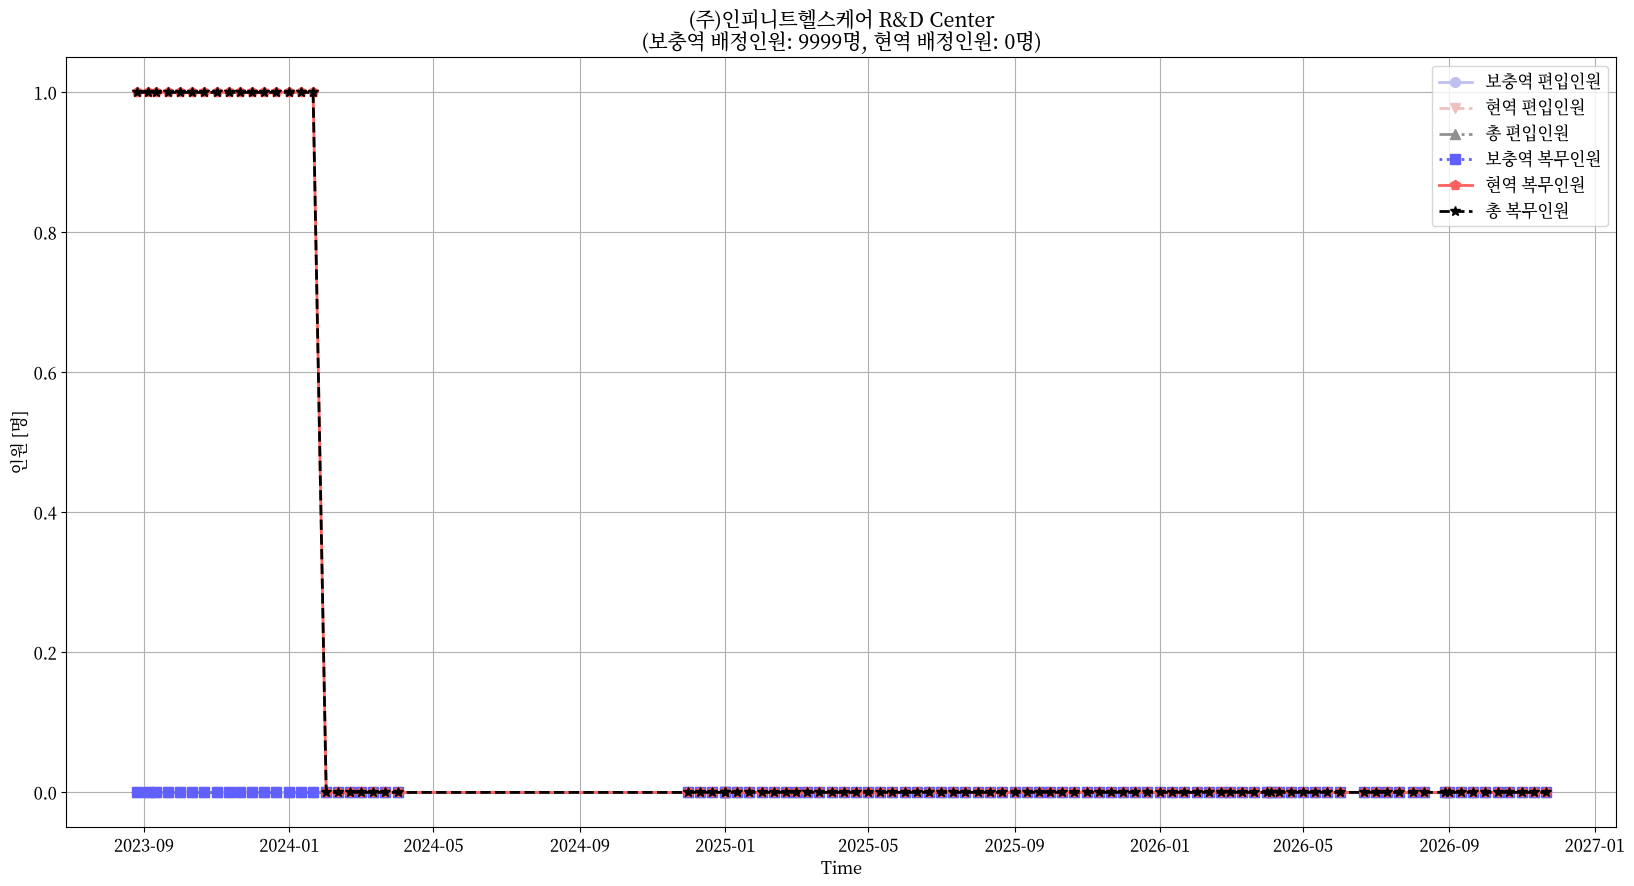 (주)인피니트헬스케어 R&D Center
(보충역 배정인원: 9999명, 현역 배정인원: 0명)
보충역 편입인원
현역 편입인원
총 편입인원
보충역 복무인원
현역 복무인원
총 복무인원
인원 [명]
1.0
0.8
0.6
0.4
0.2
0.0
2023-09 2024-01 2024-05 2024-09 2025-01 2025-05 2025-09 2026-01 2026-05 2026-09 2027-01
Time